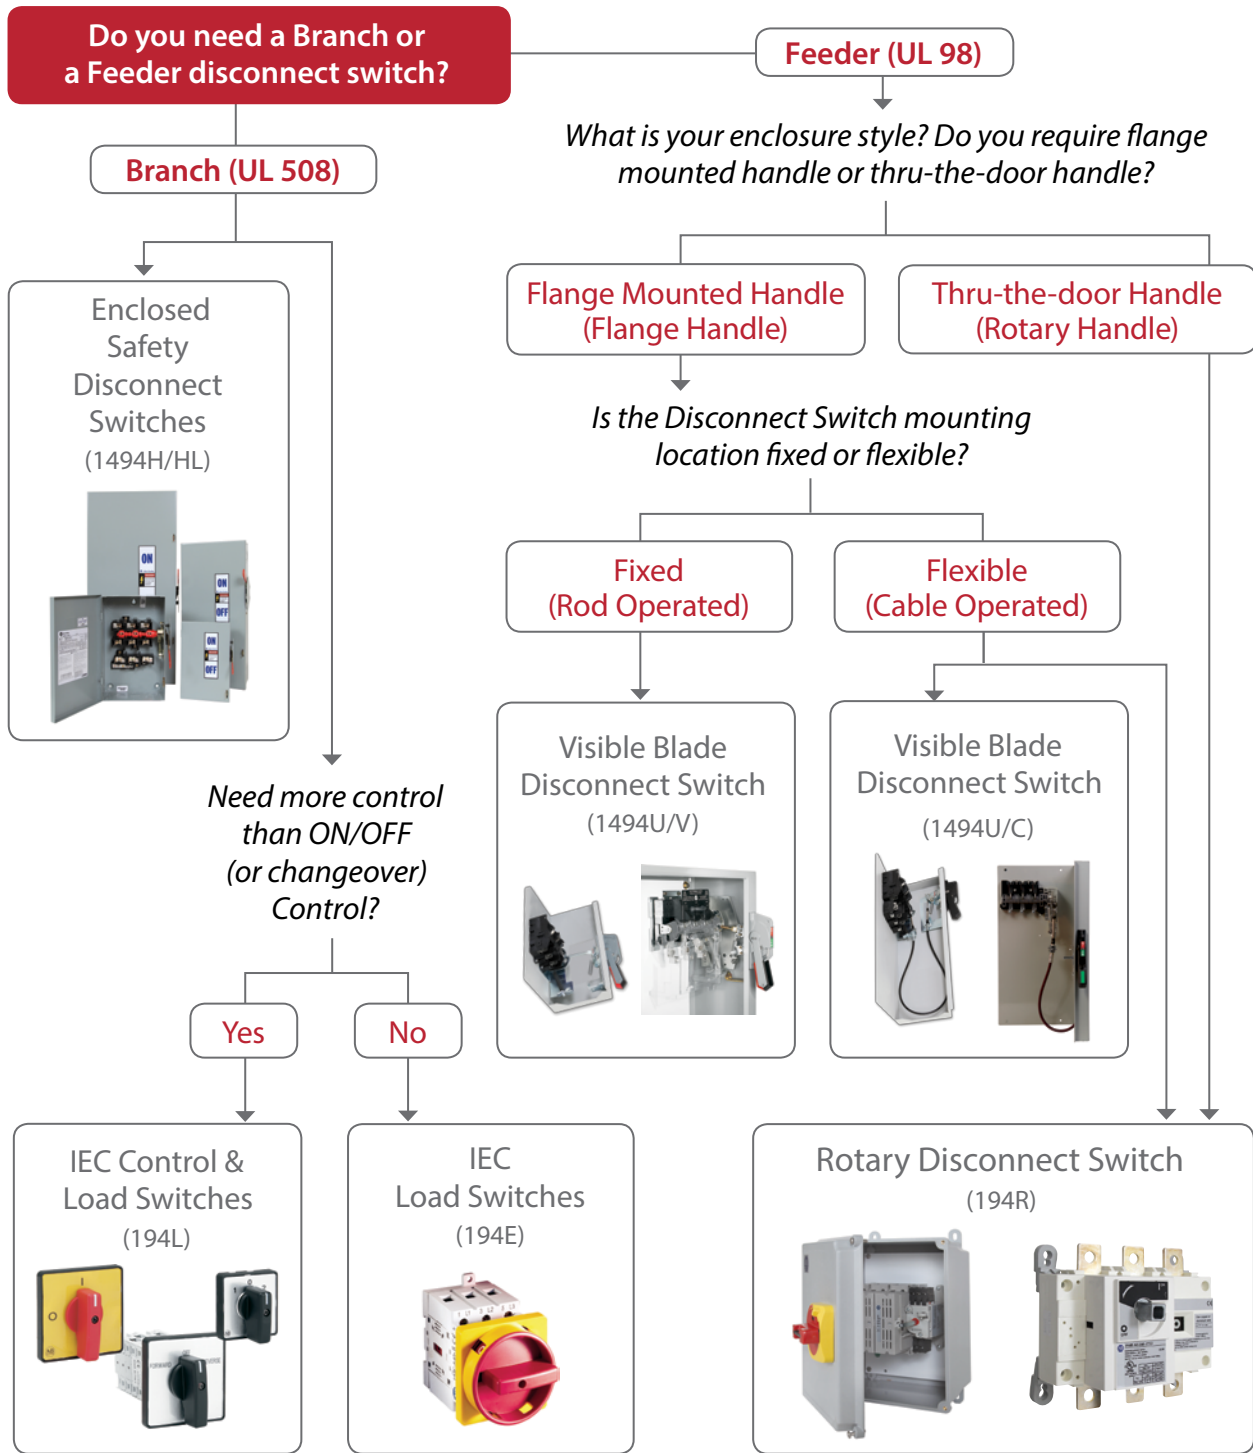 Do you need a Branch or
a Feeder disconnect switch?
Feeder (UL 98)
What is your enclosure style? Do you require flange
mounted handle or thru-the-door handle?
Branch (UL 508)
Enclosed
Safety
Disconnect
Switches
(1494H/HL)
ON
ON
OFF
ON
OFF
Flange Mounted Handle
(Flange Handle)
Thru-the-door Handle
(Rotary Handle)
Is the Disconnect Switch mounting
location fixed or flexible?
Fixed
(Rod Operated)
Flexible
(Cable Operated)
Visible Blade
Disconnect Switch
(1494U/V)
Visible Blade
Disconnect Switch
(1494U/C)
Need more control
than ON/OFF
(or changeover)
Control?
Yes
No
IEC Control &
Load Switches
(194L)
IEC
Load Switches
(194E)
Rotary Disconnect Switch
(194R)